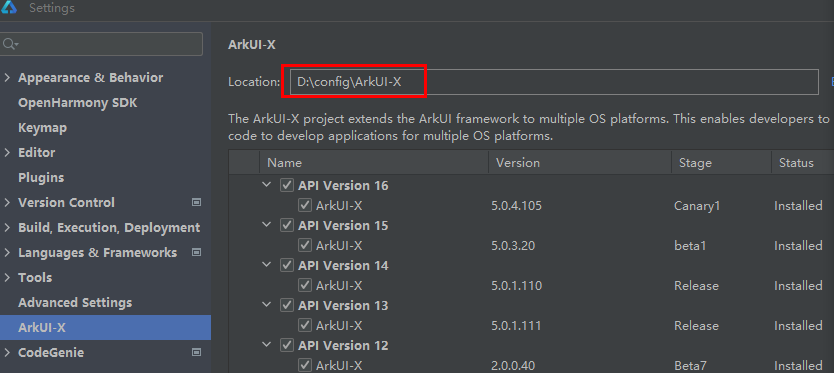 Settings
Appearance & Behavior
OpenHarmony SDK
Keymap
Editor
Plugins
Version Control
Build, Execution, Deployment
Languages & Frameworks
Tools
Advanced Settings
ArkUI-X
CodeGenie
ArkUI-X
Location: D:\config\ArkUI-X
The ArkUI-X project extends the ArkUI framework to multiple OS platforms. This enables developers to
code to develop applications for multiple OS platforms.
Name Version Stage Status
API Version 16
ArkUI-X 5.0.4.105 Canary1 Installed
API Version 15
ArkUI-X 5.0.3.20 beta1 Installed
API Version 14
ArkUI-X 5.0.1.110 Release Installed
API Version 13
ArkUI-X 5.0.1.111 Release Installed
API Version 12
ArkUI-X 2.0.0.40 Beta7 Installed